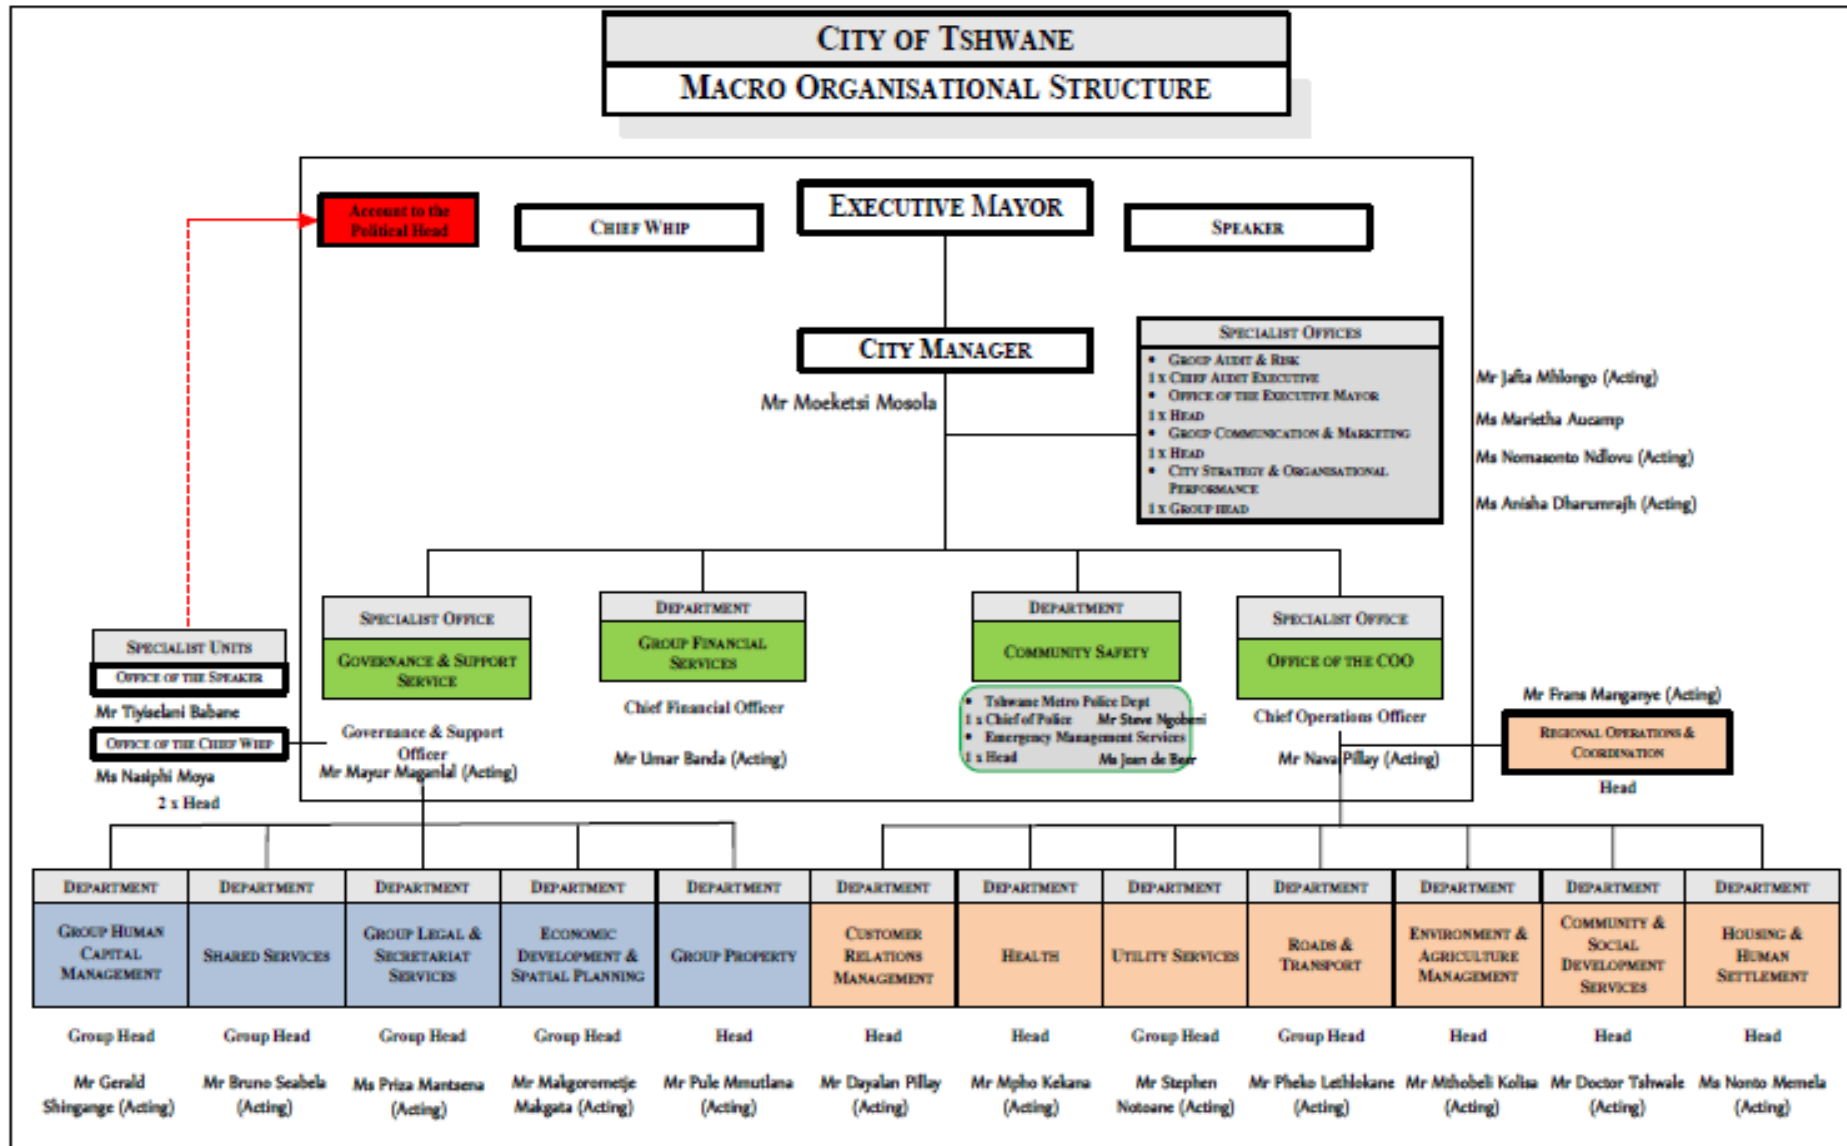 CITY OF TSHWANE
MACRO ORGANISATIONAL STRUCTURE
Account to the
Political Head
CHIEF WHIP
EXECUTIVE MAYOR
SPEAKER
CITY MANAGER
Mr Moeketsi Mosola
SPECIALIST OFFICES
• GROUP AUDIT & RISK
1 x CHIEF AUDIT EXECUTIVE
• OFFICE OF THE EXECUTIVE MAYOR
1 x HEAD
• GROUP COMMUNICATION & MARKETING
1 x HEAD
• CITY STRATEGY & ORGANISATIONAL
PERFORMANCE
1 x GROUP HEAD
Mr Jafta Mhlongo (Acting)
Ms Marietha Aucamp
Ms Nomasonto Ndlovu (Acting)
Ms Anisha Dharumrajh (Acting)
SPECIALIST UNITS
OFFICE OF THE SPEAKER
Mr Tiyiselani Babane
OFFICE OF THE CHIEF WHIP
Ms Nasiphi Moya
2 x Head
SPECIALIST OFFICE
GOVERNANCE & SUPPORT
SERVICE
Governance & Support
Officer
Mr Mayur Maganlal (Acting)
DEPARTMENT
GROUP FINANCIAL
SERVICES
Chief Financial Officer
Mr Umar Banda (Acting)
DEPARTMENT
COMMUNITY SAFETY
• Tshwane Metro Police Dept
1 x Chief of Police Mr Steve Ngobeni
• Emergency Management Services
1 x Head Ms Joan de Beer
SPECIALIST OFFICE
OFFICE OF THE COO
Chief Operations Officer
Mr Nava Pillay (Acting)
Mr Frans Manganye (Acting)
REGIONAL OPERATIONS &
COORDINATION
Head
DEPARTMENT
GROUP HUMAN
CAPITAL
MANAGEMENT
Group Head
Mr Gerald
Shingange (Acting)
DEPARTMENT
SHARED SERVICES
Group Head
Mr Bruno Seabela
(Acting)
DEPARTMENT
GROUP LEGAL &
SECRETARIAT
SERVICES
Group Head
Ms Priza Mantsena
(Acting)
DEPARTMENT
ECONOMIC
DEVELOPMENT &
SPATIAL PLANNING
Group Head
Mr Makgorometje
Makgata (Acting)
DEPARTMENT
GROUP PROPERTY
Head
Mr Pule Mmutlana
(Acting)
DEPARTMENT
CUSTOMER
RELATIONS
MANAGEMENT
Head
Mr Dayalan Pillay
(Acting)
DEPARTMENT
HEALTH
Head
Mr Mpho Kekana
(Acting)
DEPARTMENT
UTILITY SERVICES
Group Head
Mr Stephen
Notoane (Acting)
DEPARTMENT
ROADS &
TRANSPORT
Group Head
Mr Pheko Lethlokane
(Acting)
DEPARTMENT
ENVIRONMENT &
AGRICULTURE
MANAGEMENT
Head
Mr Mthobeli Kolisa
(Acting)
DEPARTMENT
COMMUNITY &
SOCIAL
DEVELOPMENT
SERVICES
Head
Mr Doctor Tshwale
(Acting)
DEPARTMENT
HOUSING &
HUMAN
SETTLEMENT
Head
Ms Nonto Memela
(Acting)